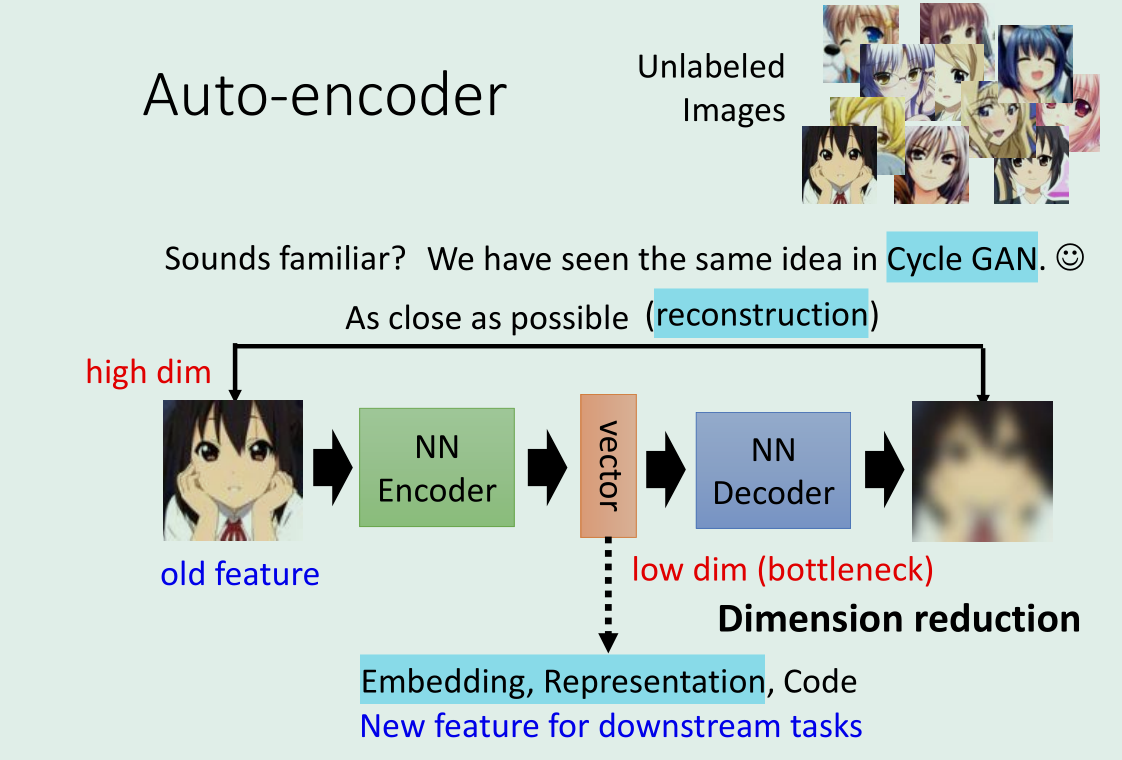 Auto-encoder
Unlabeled
Images
Sounds familiar? We have seen the same idea in Cycle GAN. ☺
As close as possible (reconstruction)
high dim
NN
Encoder
vector
NN
Decoder
old feature
low dim (bottleneck)
Dimension reduction
Embedding, Representation, Code
New feature for downstream tasks